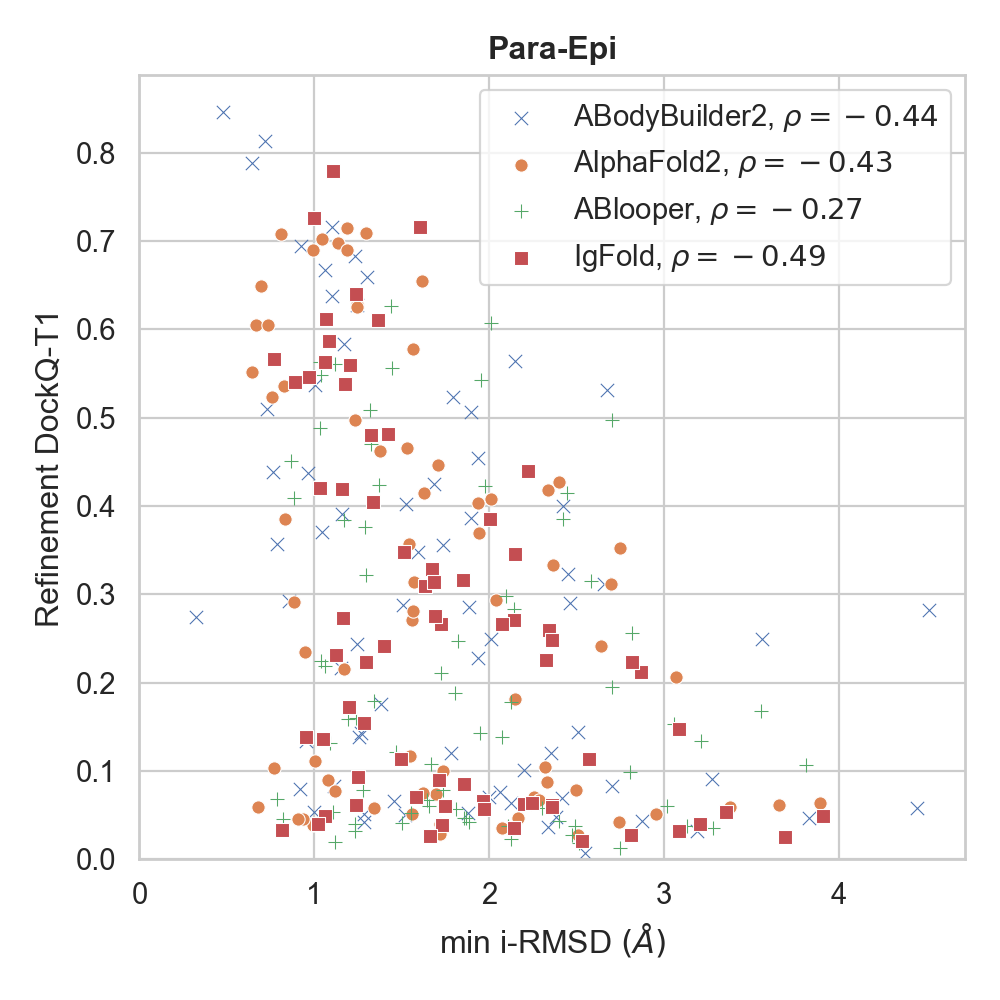 Para-Epi
ABodyBuilder2, ρ = −0.44
AlphaFold2, ρ = −0.43
ABlooper, ρ = −0.27
IgFold, ρ = −0.49
Refinement DockQ-T1
0.8
0.7
0.6
0.5
0.4
0.3
0.2
0.1
0.0
0 1 2 3 4
min i-RMSD (Å)